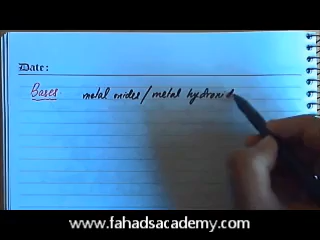 Date:
Bases metal oxides / metal hydroxid
www.fahadsacademy.com